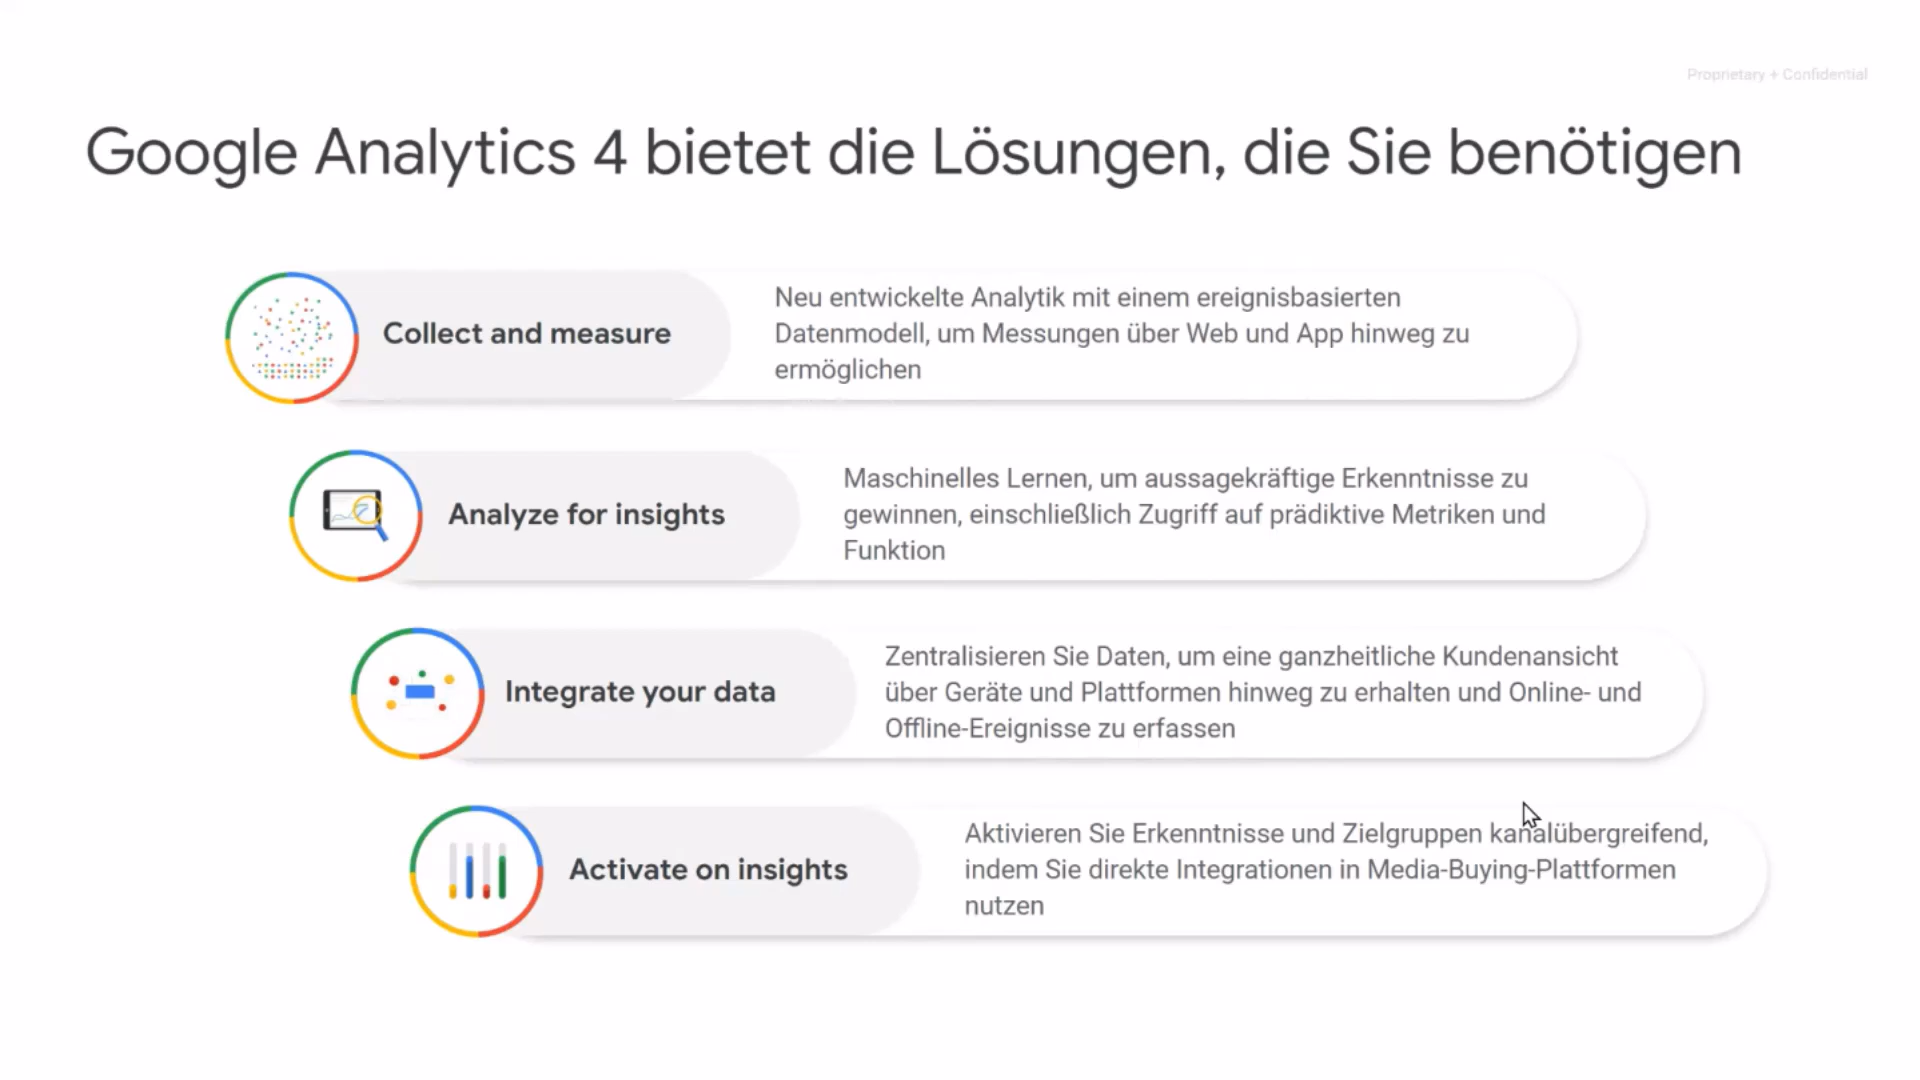 Proprietary + Confidential
Google Analytics 4 bietet die Lösungen, die Sie benötigen
Collect and measure
Neu entwickelte Analytik mit einem ereignisbasierten
Datenmodell, um Messungen über Web und App hinweg zu
ermöglichen
Analyze for insights
Maschinelles Lernen, um aussagekräftige Erkenntnisse zu
gewinnen, einschließlich Zugriff auf prädiktive Metriken und
Funktion
Integrate your data
Zentralisieren Sie Daten, um eine ganzheitliche Kundenansicht
über Geräte und Plattformen hinweg zu erhalten und Online- und
Offline-Ereignisse zu erfassen
Activate on insights
Aktivieren Sie Erkenntnisse und Zielgruppen kanalübergreifend,
indem Sie direkte Integrationen in Media-Buying-Plattformen
nutzen